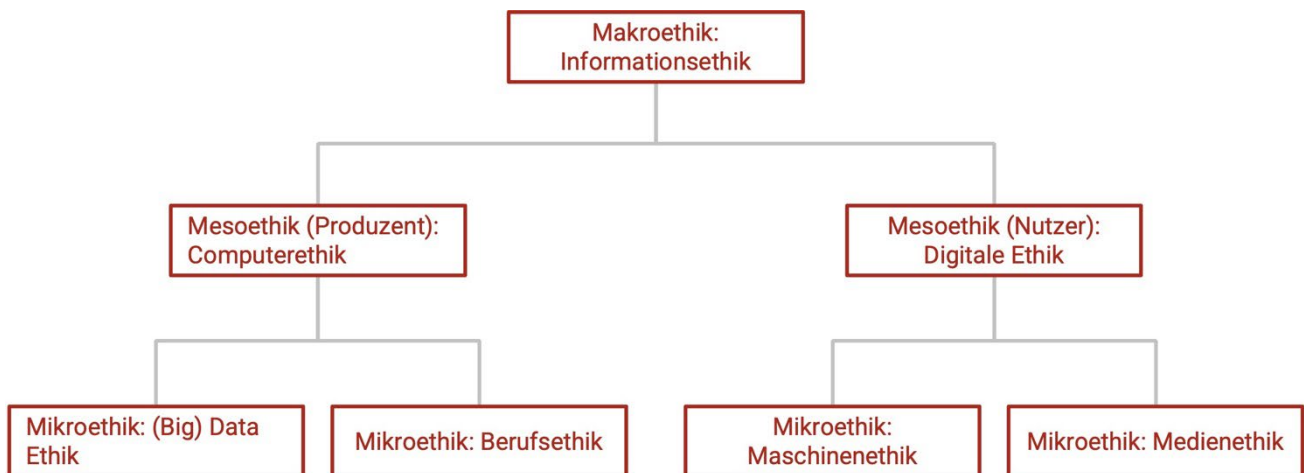 Makroethik:
Informationsethik
Mesoethik (Produzent):
Computerethik
Mesoethik (Nutzer):
Digitale Ethik
Mikroethik: (Big) Data
Ethik
Mikroethik: Berufsethik
Mikroethik:
Maschinenethik
Mikroethik: Medienethik